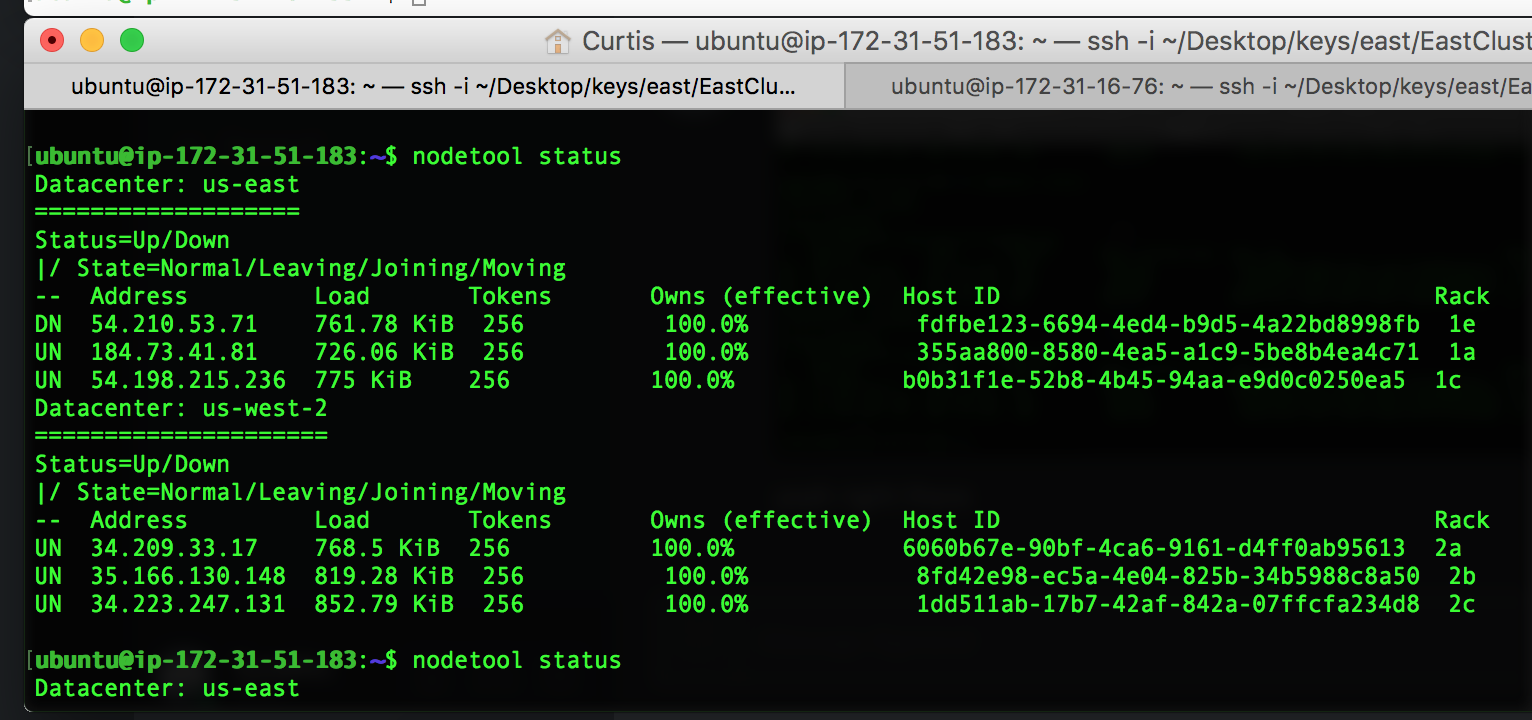 Curtis — ubuntu@ip-172-31-51-183: ~ — ssh -i ~/Desktop/keys/east/EastClust
ubuntu@ip-172-31-51-183: ~ — ssh -i ~/Desktop/keys/east/EastClu... ubuntu@ip-172-31-16-76: ~ — ssh -i ~/Desktop/keys/east/Ea
[ubuntu@ip-172-31-51-183:~$ nodetool status
Datacenter: us-east
===================
Status=Up/Down
|/ State=Normal/Leaving/Joining/Moving
--  Address         Load       Tokens       Owns (effective)  Host ID                               Rack
DN  54.210.53.71    761.78 KiB  256          100.0%            fdfbe123-6694-4ed4-b9d5-4a22bd8998fb  1e
UN  184.73.41.81    726.06 KiB  256          100.0%            355aa800-8580-4ea5-a1c9-5be8b4ea4c71  1a
UN  54.198.215.236  775 KiB    256          100.0%            b0b31f1e-52b8-4b45-94aa-e9d0c0250ea5  1c
Datacenter: us-west-2
=====================
Status=Up/Down
|/ State=Normal/Leaving/Joining/Moving
--  Address         Load       Tokens       Owns (effective)  Host ID                               Rack
UN  34.209.33.17    768.5 KiB  256          100.0%            6060b67e-90bf-4ca6-9161-d4ff0ab95613  2a
UN  35.166.130.148  819.28 KiB  256          100.0%            8fd42e98-ec5a-4e04-825b-34b5988c8a50  2b
UN  34.223.247.131  852.79 KiB  256          100.0%            1dd511ab-17b7-42af-842a-07ffcfa234d8  2c
[ubuntu@ip-172-31-51-183:~$ nodetool status
Datacenter: us-east